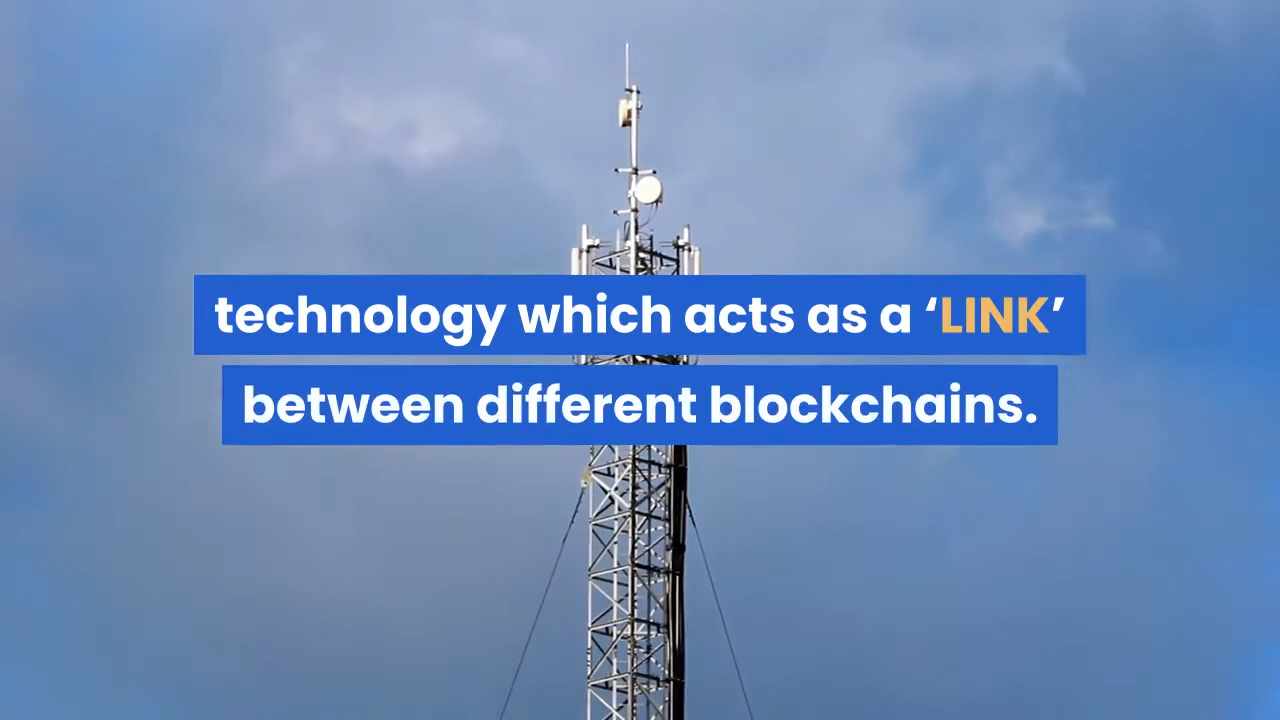 technology which acts as a ‘LINK’
between different blockchains.